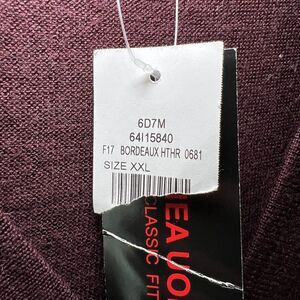 6D7M
64I15840
F17 BORDEAUX HTHR 0681
SIZE XXL
CLASSIC FIT